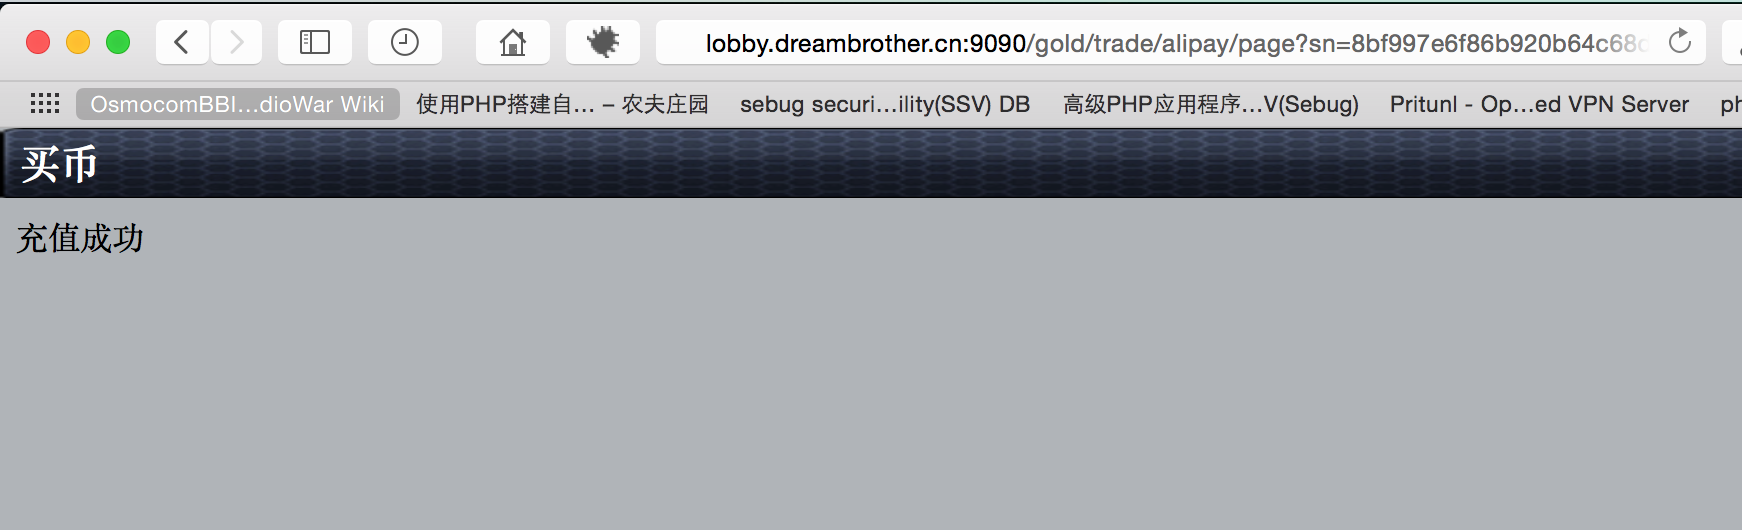 lobby.dreambrother.cn:9090/gold/trade/alipay/page?sn=8bf997e6f86b920b64c68
OsmocomBBI...dioWar Wiki 使用PHP搭建自... – 农夫庄园 sebug securi...ility(SSV) DB 高级PHP应用程序...V(Sebug) Pritunl - Op...ed VPN Server ph
买币
充值成功